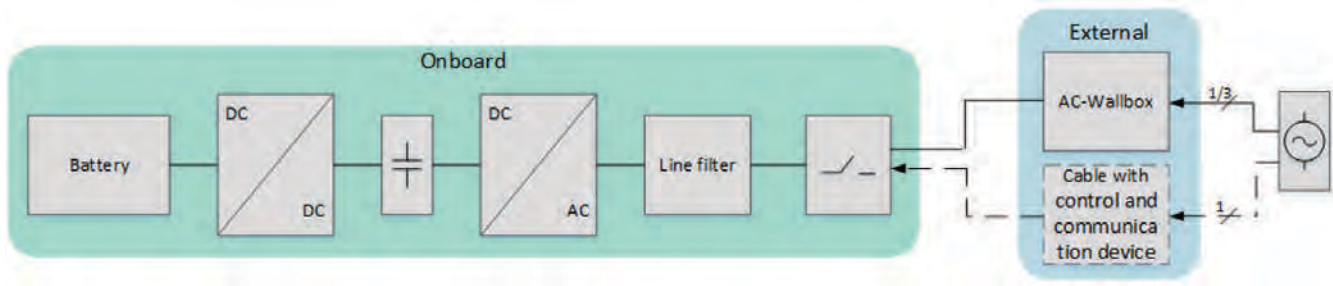 Onboard
Battery
DC
DC
DC
AC
Line filter
External
AC-Wallbox
Cable with
control and
communica
tion device
1/3
1